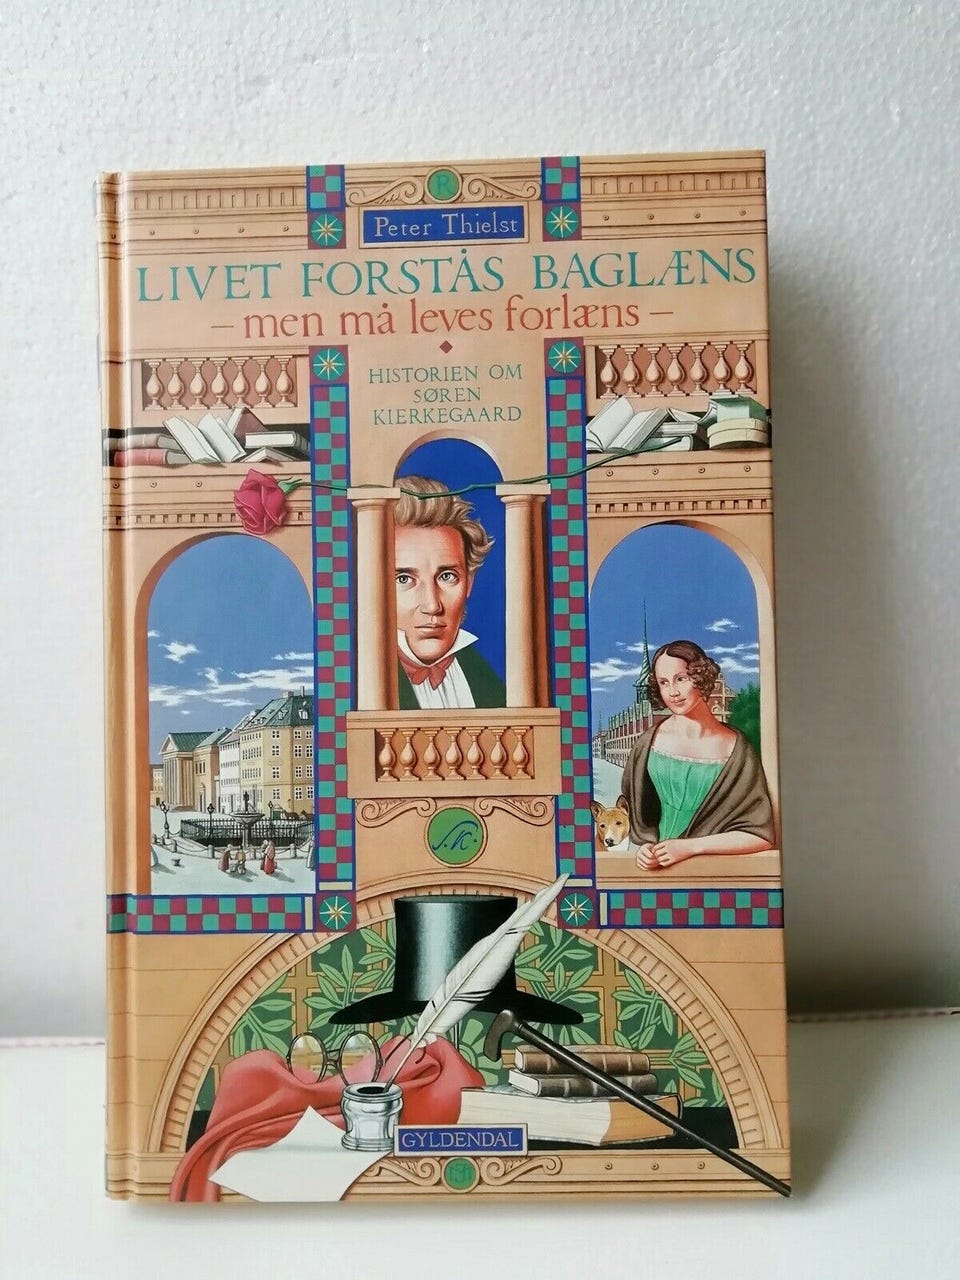 R
Peter Thielst
LIVET FORSTÅS BAGLÆNS
– men må leves forlæns –
HISTORIEN OM
SØREN
KIERKEGAARD
S.K.
GYLDENDAL